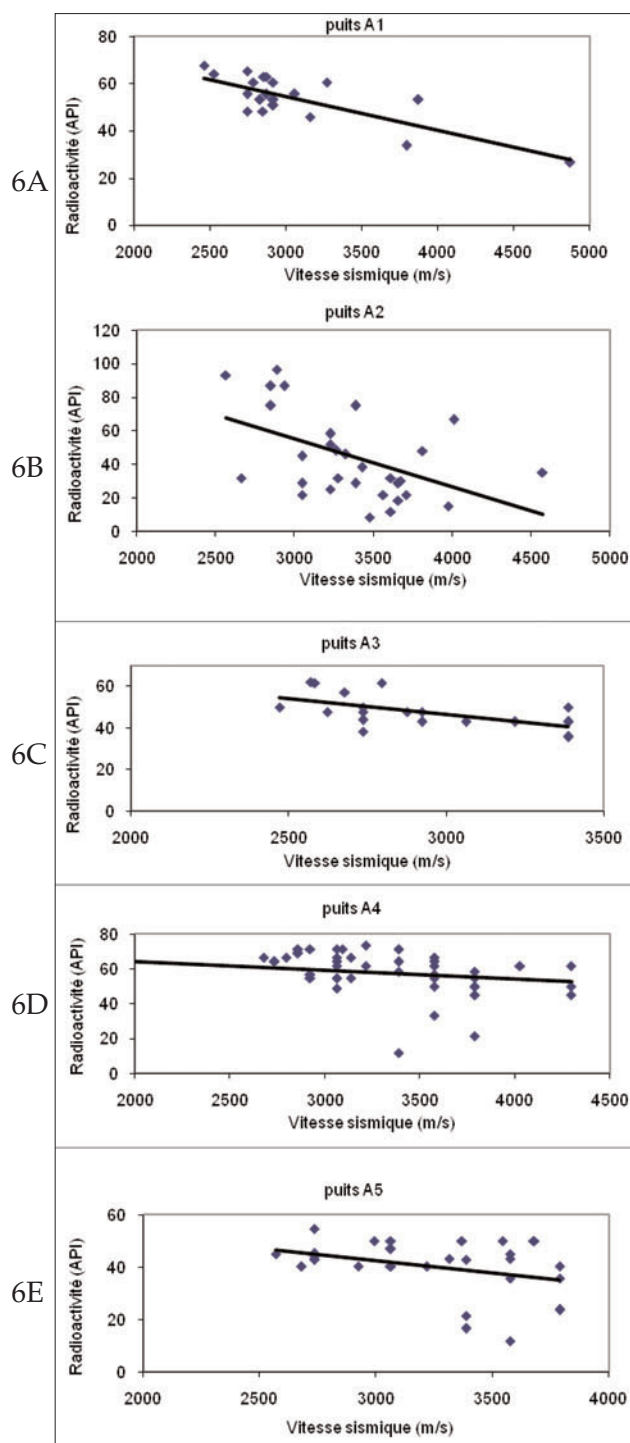 puits A1
80
60
40
20
0
Radioactivité (API)
2000 2500 3000 3500 4000 4500 5000
Vitesse sismique (m/s)
6A
puits A2
120
100
80
60
40
20
0
Radioactivité (API)
2000 2500 3000 3500 4000 4500 5000
Vitesse sismique (m/s)
6B
puits A3
60
40
20
0
Radioactivité (API)
2000 2500 3000 3500
Vitesse sismique (m/s)
6C
puits A4
80
60
40
20
0
Radioactivité (API)
2000 2500 3000 3500 4000 4500
Vitesse sismique (m/s)
6D
puits A5
60
40
20
0
Radioactivité (API)
2000 2500 3000 3500 4000
Vitesse sismique (m/s)
6E